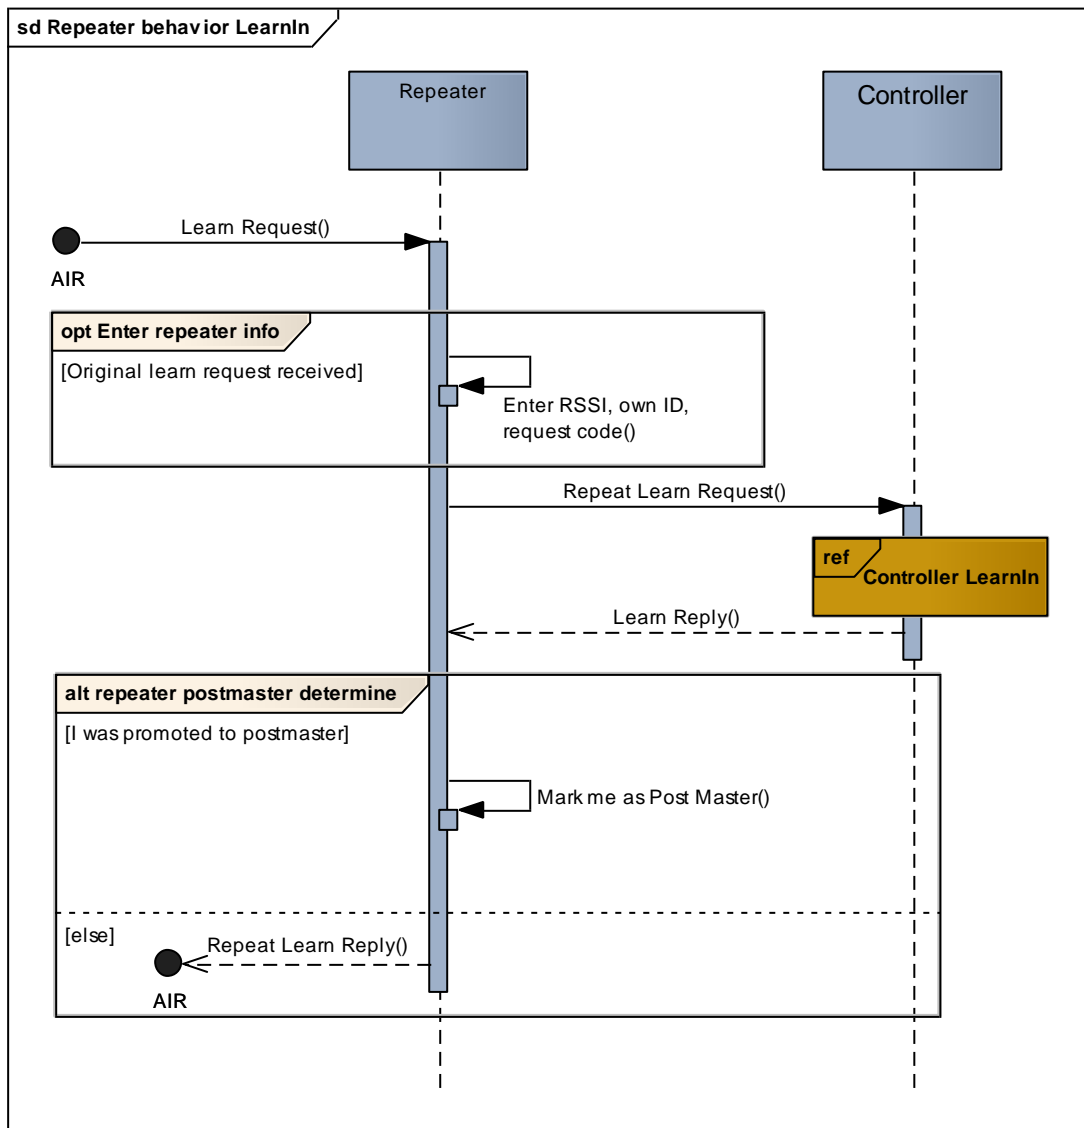 sd Repeater behavior LearnIn
Repeater
Controller
Learn Request()
AIR
opt Enter repeater info
[Original learn request received]
Enter RSSI, own ID,
request code()
Repeat Learn Request()
ref
Controller LearnIn
Learn Reply()
alt repeater postmaster determine
[I was promoted to postmaster]
Mark me as Post Master()
[else]
Repeat Learn Reply()
AIR